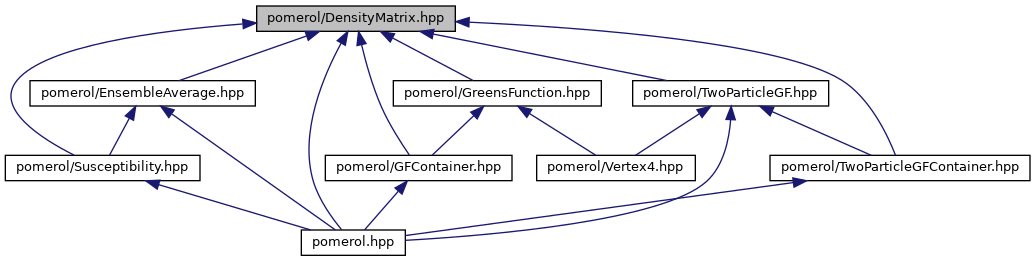 pomerol/DensityMatrix.hpp
pomerol/EnsembleAverage.hpp
pomerol/GreensFunction.hpp
pomerol/TwoParticleGF.hpp
pomerol/Susceptibility.hpp
pomerol/GFContainer.hpp
pomerol/Vertex4.hpp
pomerol/TwoParticleGFContainer.hpp
pomerol.hpp